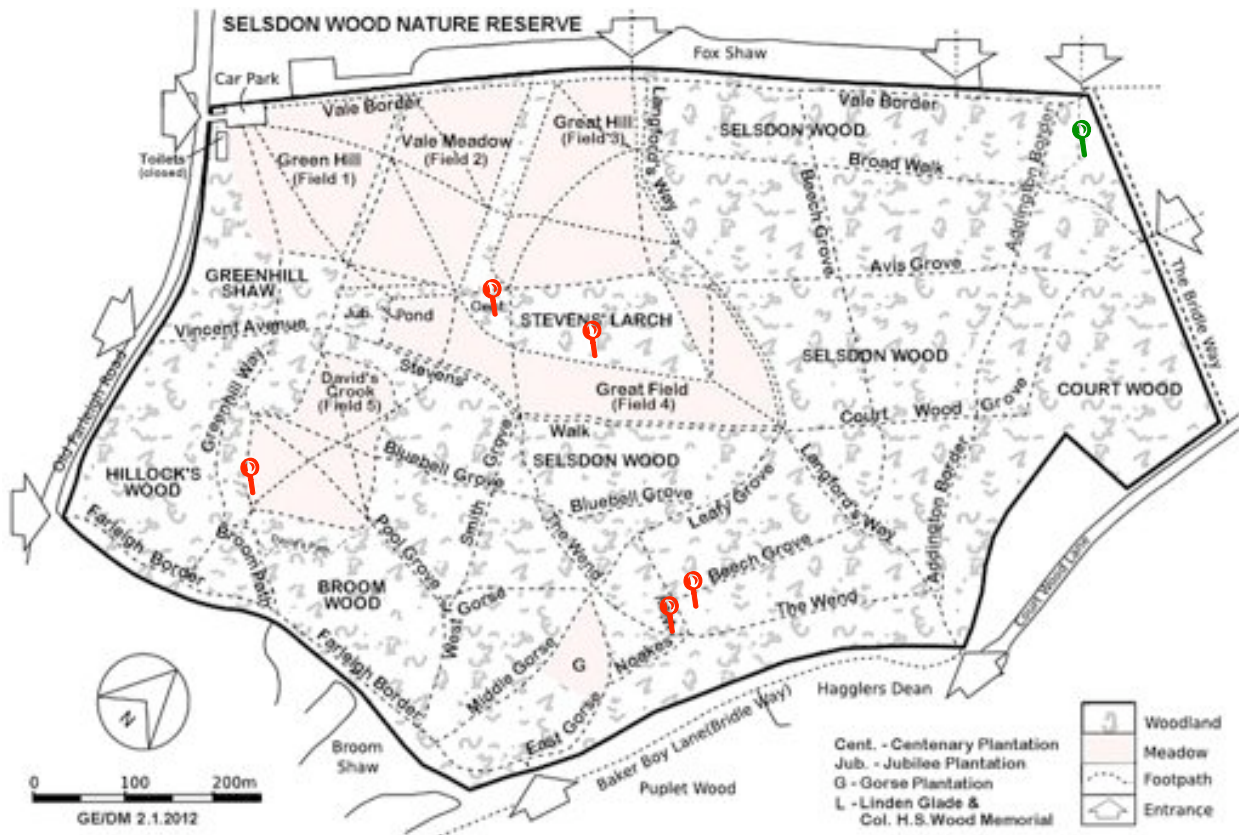 SELSDON WOOD NATURE RESERVE
Fox Shaw
Car Park
Vale Border
Vale Border
Toilets
(closed)
Green Hill
(Field 1)
Vale Meadow
(Field 2)
Great Hill
(Field 3)
Langford's Way
SELSDON WOOD
Broad Walk
Beech Grove
Addington Border
Avis Grove
The Bridle Way
GREENHILL
SHAW
Vincent Avenue
Jub.
Pond
Cent.
STEVENS' LARCH
SELSDON WOOD
COURT WOOD
Old Farleigh Road
Greenhill Way
David's
Crook
(Field 5)
Stevens'
Walk
Great Field
(Field 4)
Court Wood Grove
HILLOCK'S
WOOD
Bluebell Grove
Smith Grove
SELSDON WOOD
Bluebell Grove
Leafy Grove
Langford's Way
Addington Border
Farleigh Border
Broom Path
Pool Grove
The Wend
Beech Grove
The Wend
Court Wood Lane
BROOM
WOOD
West Gorse
Middle Gorse
G
Noakes
East Gorse
Farleigh Border
Hagglers Dean
Baker Boy Lane(Bridle Way)
Puplet Wood
Broom
Shaw
N
0 100 200m
GE/DM 2.1.2012
Cent. - Centenary Plantation
Jub. - Jubilee Plantation
G - Gorse Plantation
L - Linden Glade &
Col. H.S.Wood Memorial
Woodland
Meadow
Footpath
Entrance